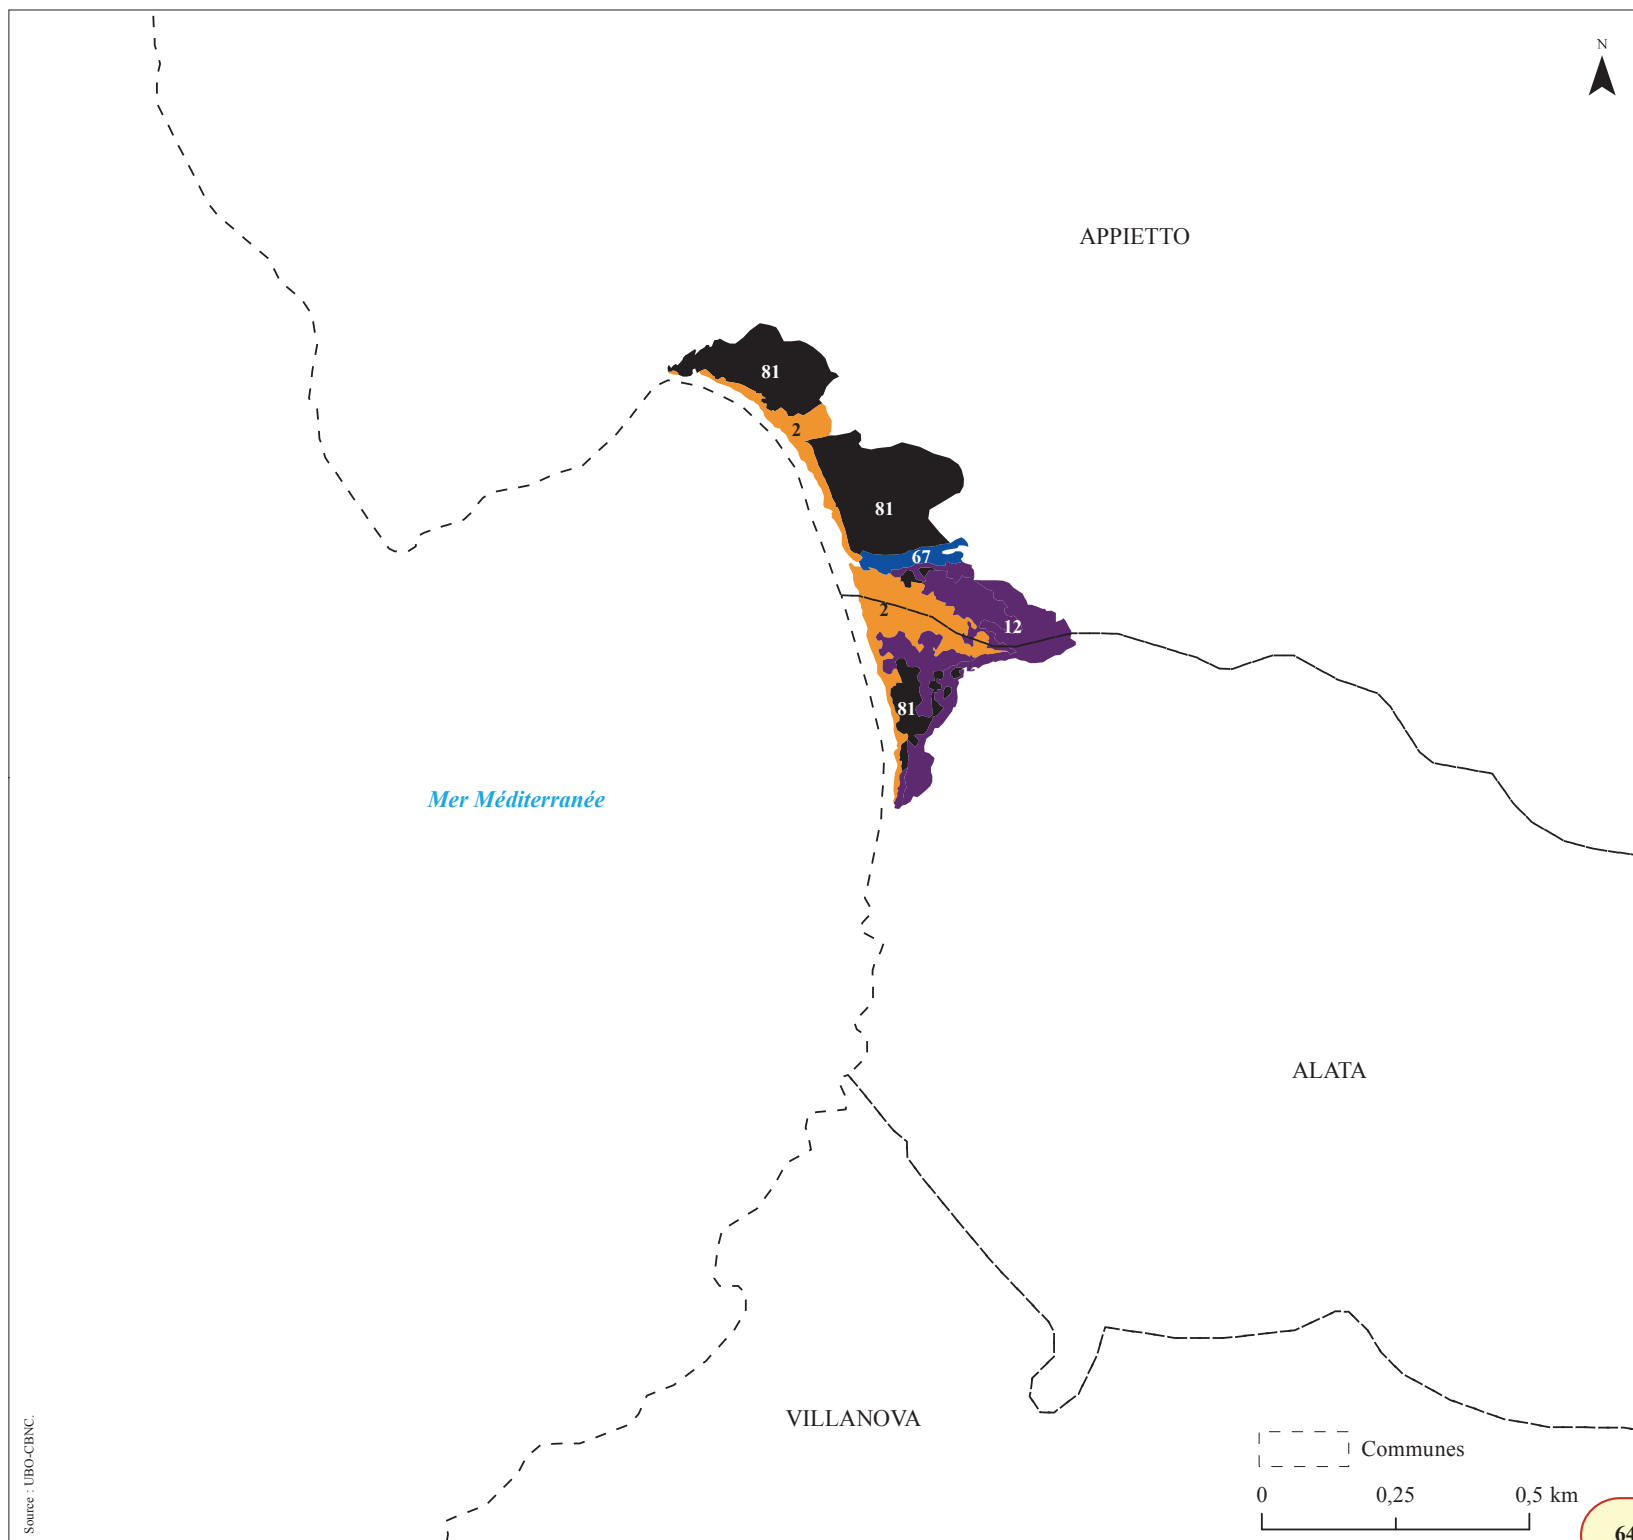 N
APPIETTO
81
2
81
67
2
12
81
Mer Méditerranée
ALATA
VILLANOVA
Communes
0 0,25 0,5 km
Source : UBO-CBNC.